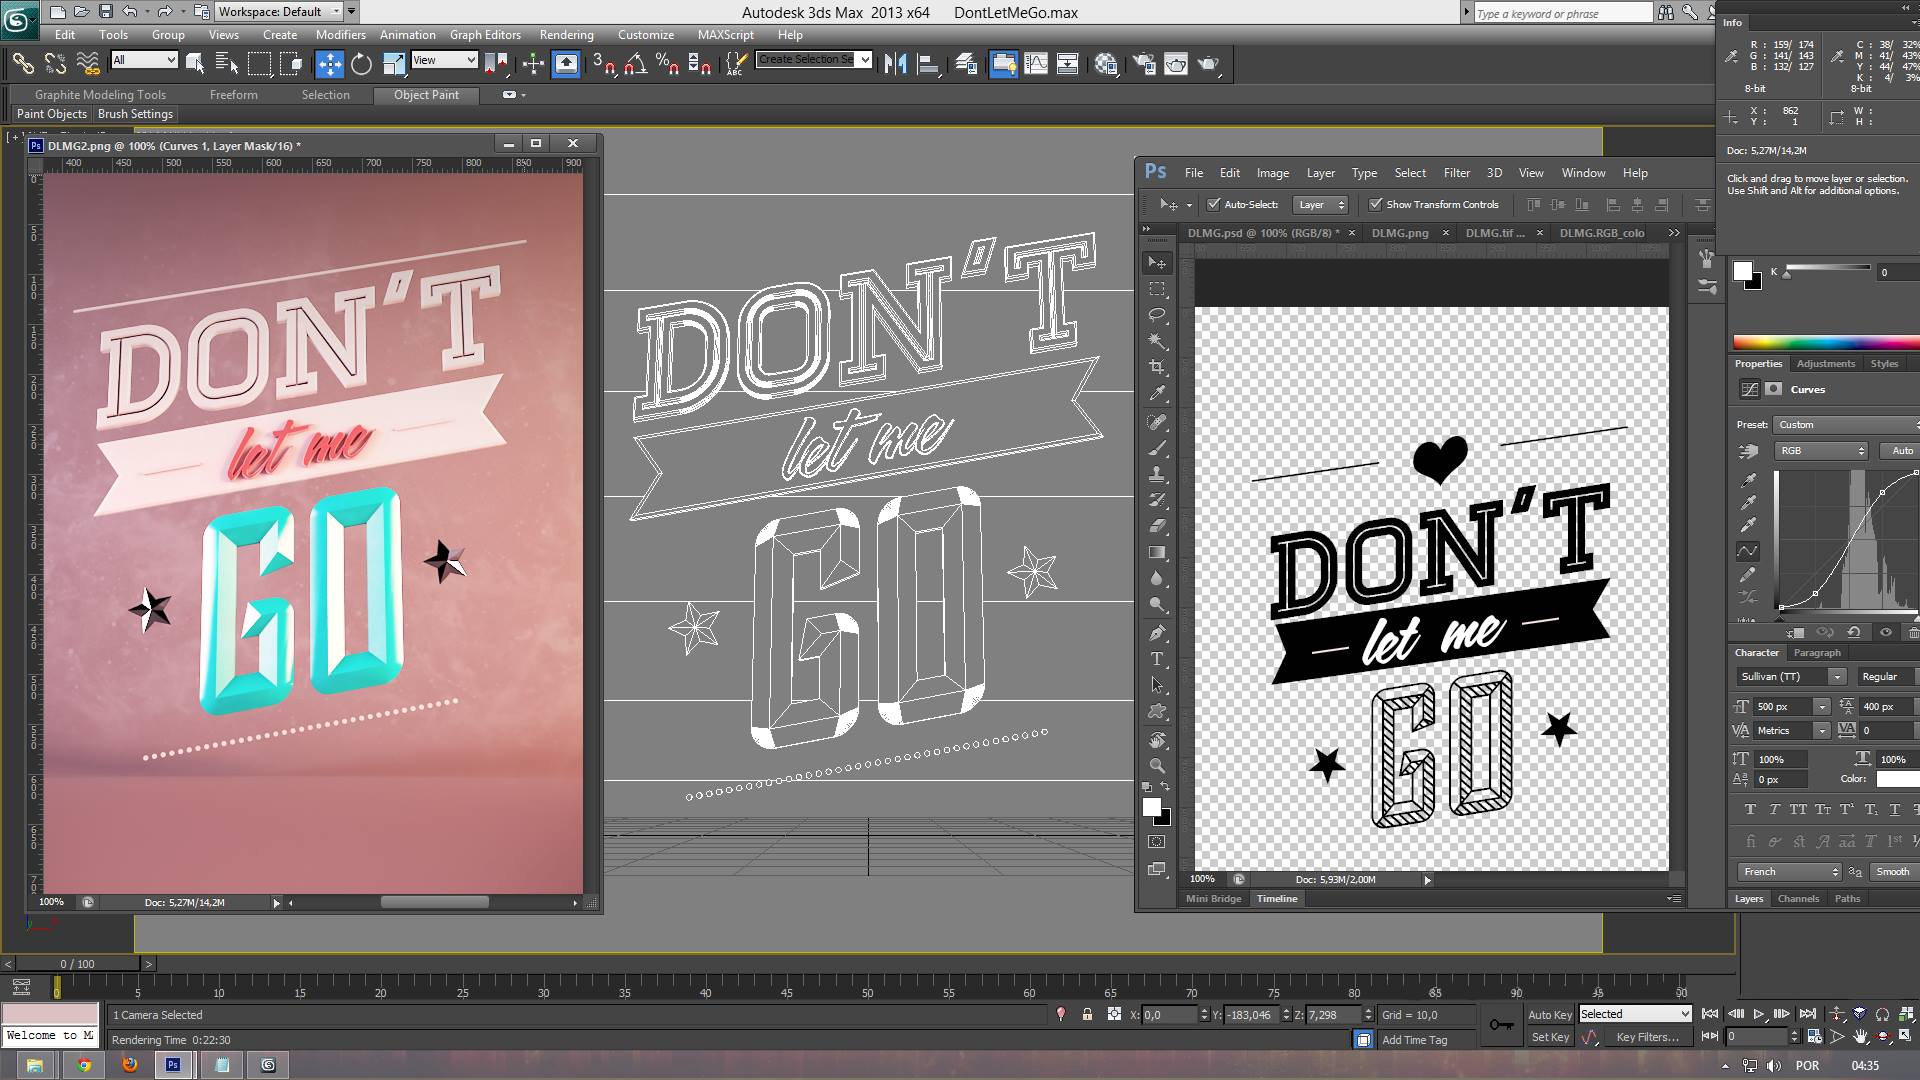 Workspace: Default
Autodesk 3ds Max 2013 x64 DontLetMeGo.max
Type a keyword or phrase
Edit Tools Group Views Create Modifiers Animation Graph Editors Rendering Customize MAXScript Help
All
View
3
Create Selection Se
ABC
Graphite Modeling Tools Freeform Selection Object Paint
Paint Objects Brush Settings
Ps DLMG2.png @ 100% (Curves 1, Layer Mask/16) *
400 450 500 550 600 650 700 750 800 850 900
DON'T
let me
GO
100% Doc: 5,27M/14,2M
DON'T
let me
GO
Ps File Edit Image Layer Type Select Filter 3D View Window Help
Auto-Select: Layer Show Transform Controls
DLMG.psd @ 100% (RGB/8) * × DLMG.png × DLMG.tif ... × DLMG.RGB_colo
DON'T
let me
GO
100% Doc: 5,93M/2,00M
Mini Bridge Timeline
Info
R : 159/ 174 C : 38/ 32%
G : 141/ 143 M : 41/ 43%
B : 132/ 127 Y : 44/ 47%
K : 4/ 3%
8-bit 8-bit
X : 862 W :
Y : 1 H :
Doc: 5,27M/14,2M
Click and drag to move layer or selection.
Use Shift and Alt for additional options.
K 0
Properties Adjustments Styles
Curves
Preset: Custom
RGB Auto
Character Paragraph
Sullivan (TT) Regular
500 px 400 px
Metrics 0
100% 100%
0 px Color:
French aa Smooth
Layers Channels Paths
< 0 / 100 >
0 5 10 15 20 25 30 35 40 45 50 55 60 65 70 75 80 85 90 95
1 Camera Selected X: 0,0 Y: -183,046 Z: 7,298 Grid = 10,0 Auto Key Selected
Welcome to M
Rendering Time 0:22:30 Add Time Tag Set Key Key Filters... 0
Ps POR 04:35